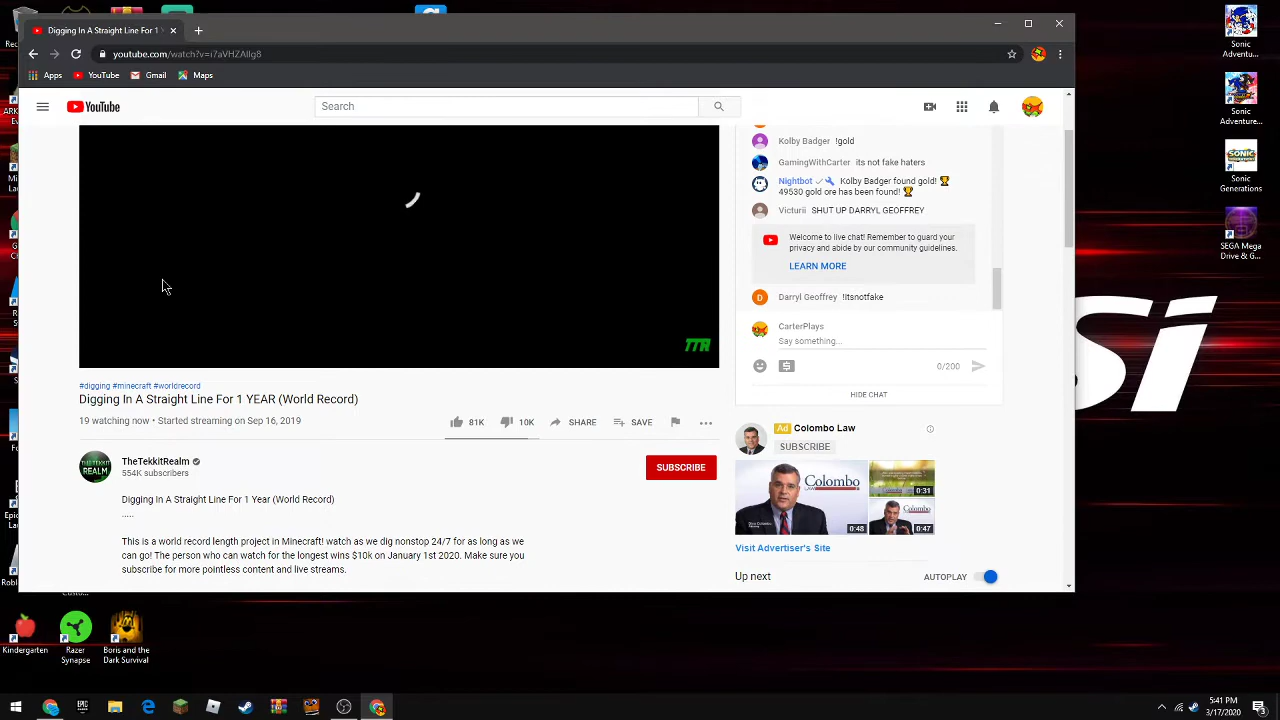 Digging In A Straight Line For 1 Y
youtube.com/watch?v=i7aVHZAllg8
Apps
YouTube
Gmail
Maps
YouTube
Search
TTR
Kolby Badger !gold
GamingWithCarter its not fake haters
Nightbot Kolby Badger found gold! 🏆
49530 gold ore has been found! 🏆
Victurii SHUT UP DARRYL GEOFFREY
Welcome to live chat! Remember to guard your
privacy and abide by our community guidelines.
LEARN MORE
D
Darryl Geoffrey !Itsnotfake
CarterPlays
Say something...
0/200
HIDE CHAT
#digging #minecraft #worldrecord
Digging In A Straight Line For 1 YEAR (World Record)
19 watching now • Started streaming on Sep 16, 2019
81K
10K
SHARE
SAVE
THETEKKIT
REALM
TheTekkitRealm
554K subscribers
SUBSCRIBE
Digging In A Straight Line For 1 Year (World Record)
.....
This is a world record length project in Minecraft! watch as we dig nonstop 24/7 for as long as we
can go! The person who can watch for the longest wins $10k on January 1st 2020. Make sure you
subscribe for more pointless content and live streams.
Ad Colombo Law
SUBSCRIBE
Colombo
LAW
0:48
0:31
0:47
Visit Advertiser's Site
Up next
AUTOPLAY
Sonic
Adventu...
Sonic
Adventure...
Sonic
Generations
SEGA Mega
Drive & G...
si
Kindergarten
Razer
Synapse
Boris and the
Dark Survival
EPIC
5:41 PM
3/17/2020
3